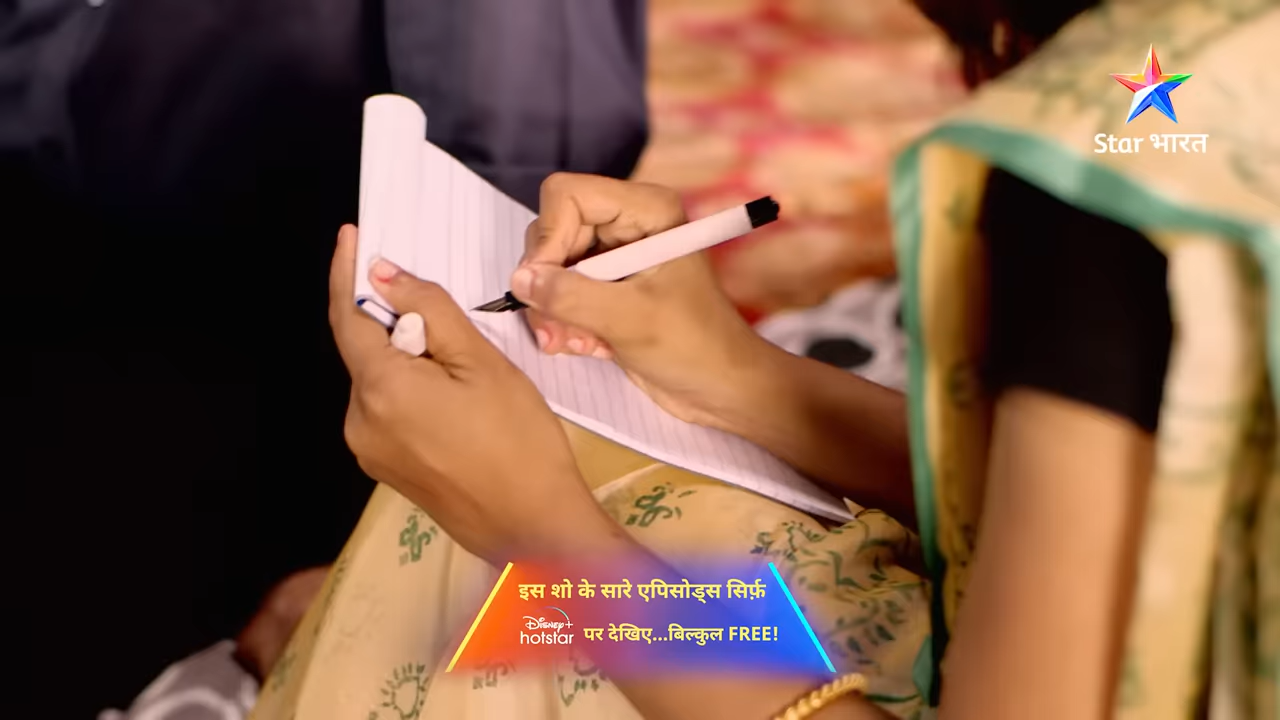 Star भारत
इस शो के सारे एपिसोड्स सिर्फ़
Disney+ hotstar पर देखिए...बिल्कुल FREE!